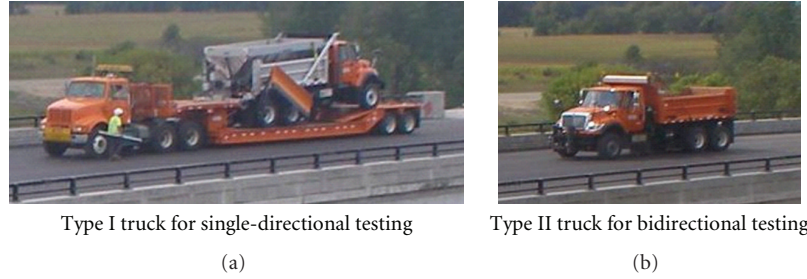 Type I truck for single-directional testing
Type II truck for bidirectional testing
(a)
(b)